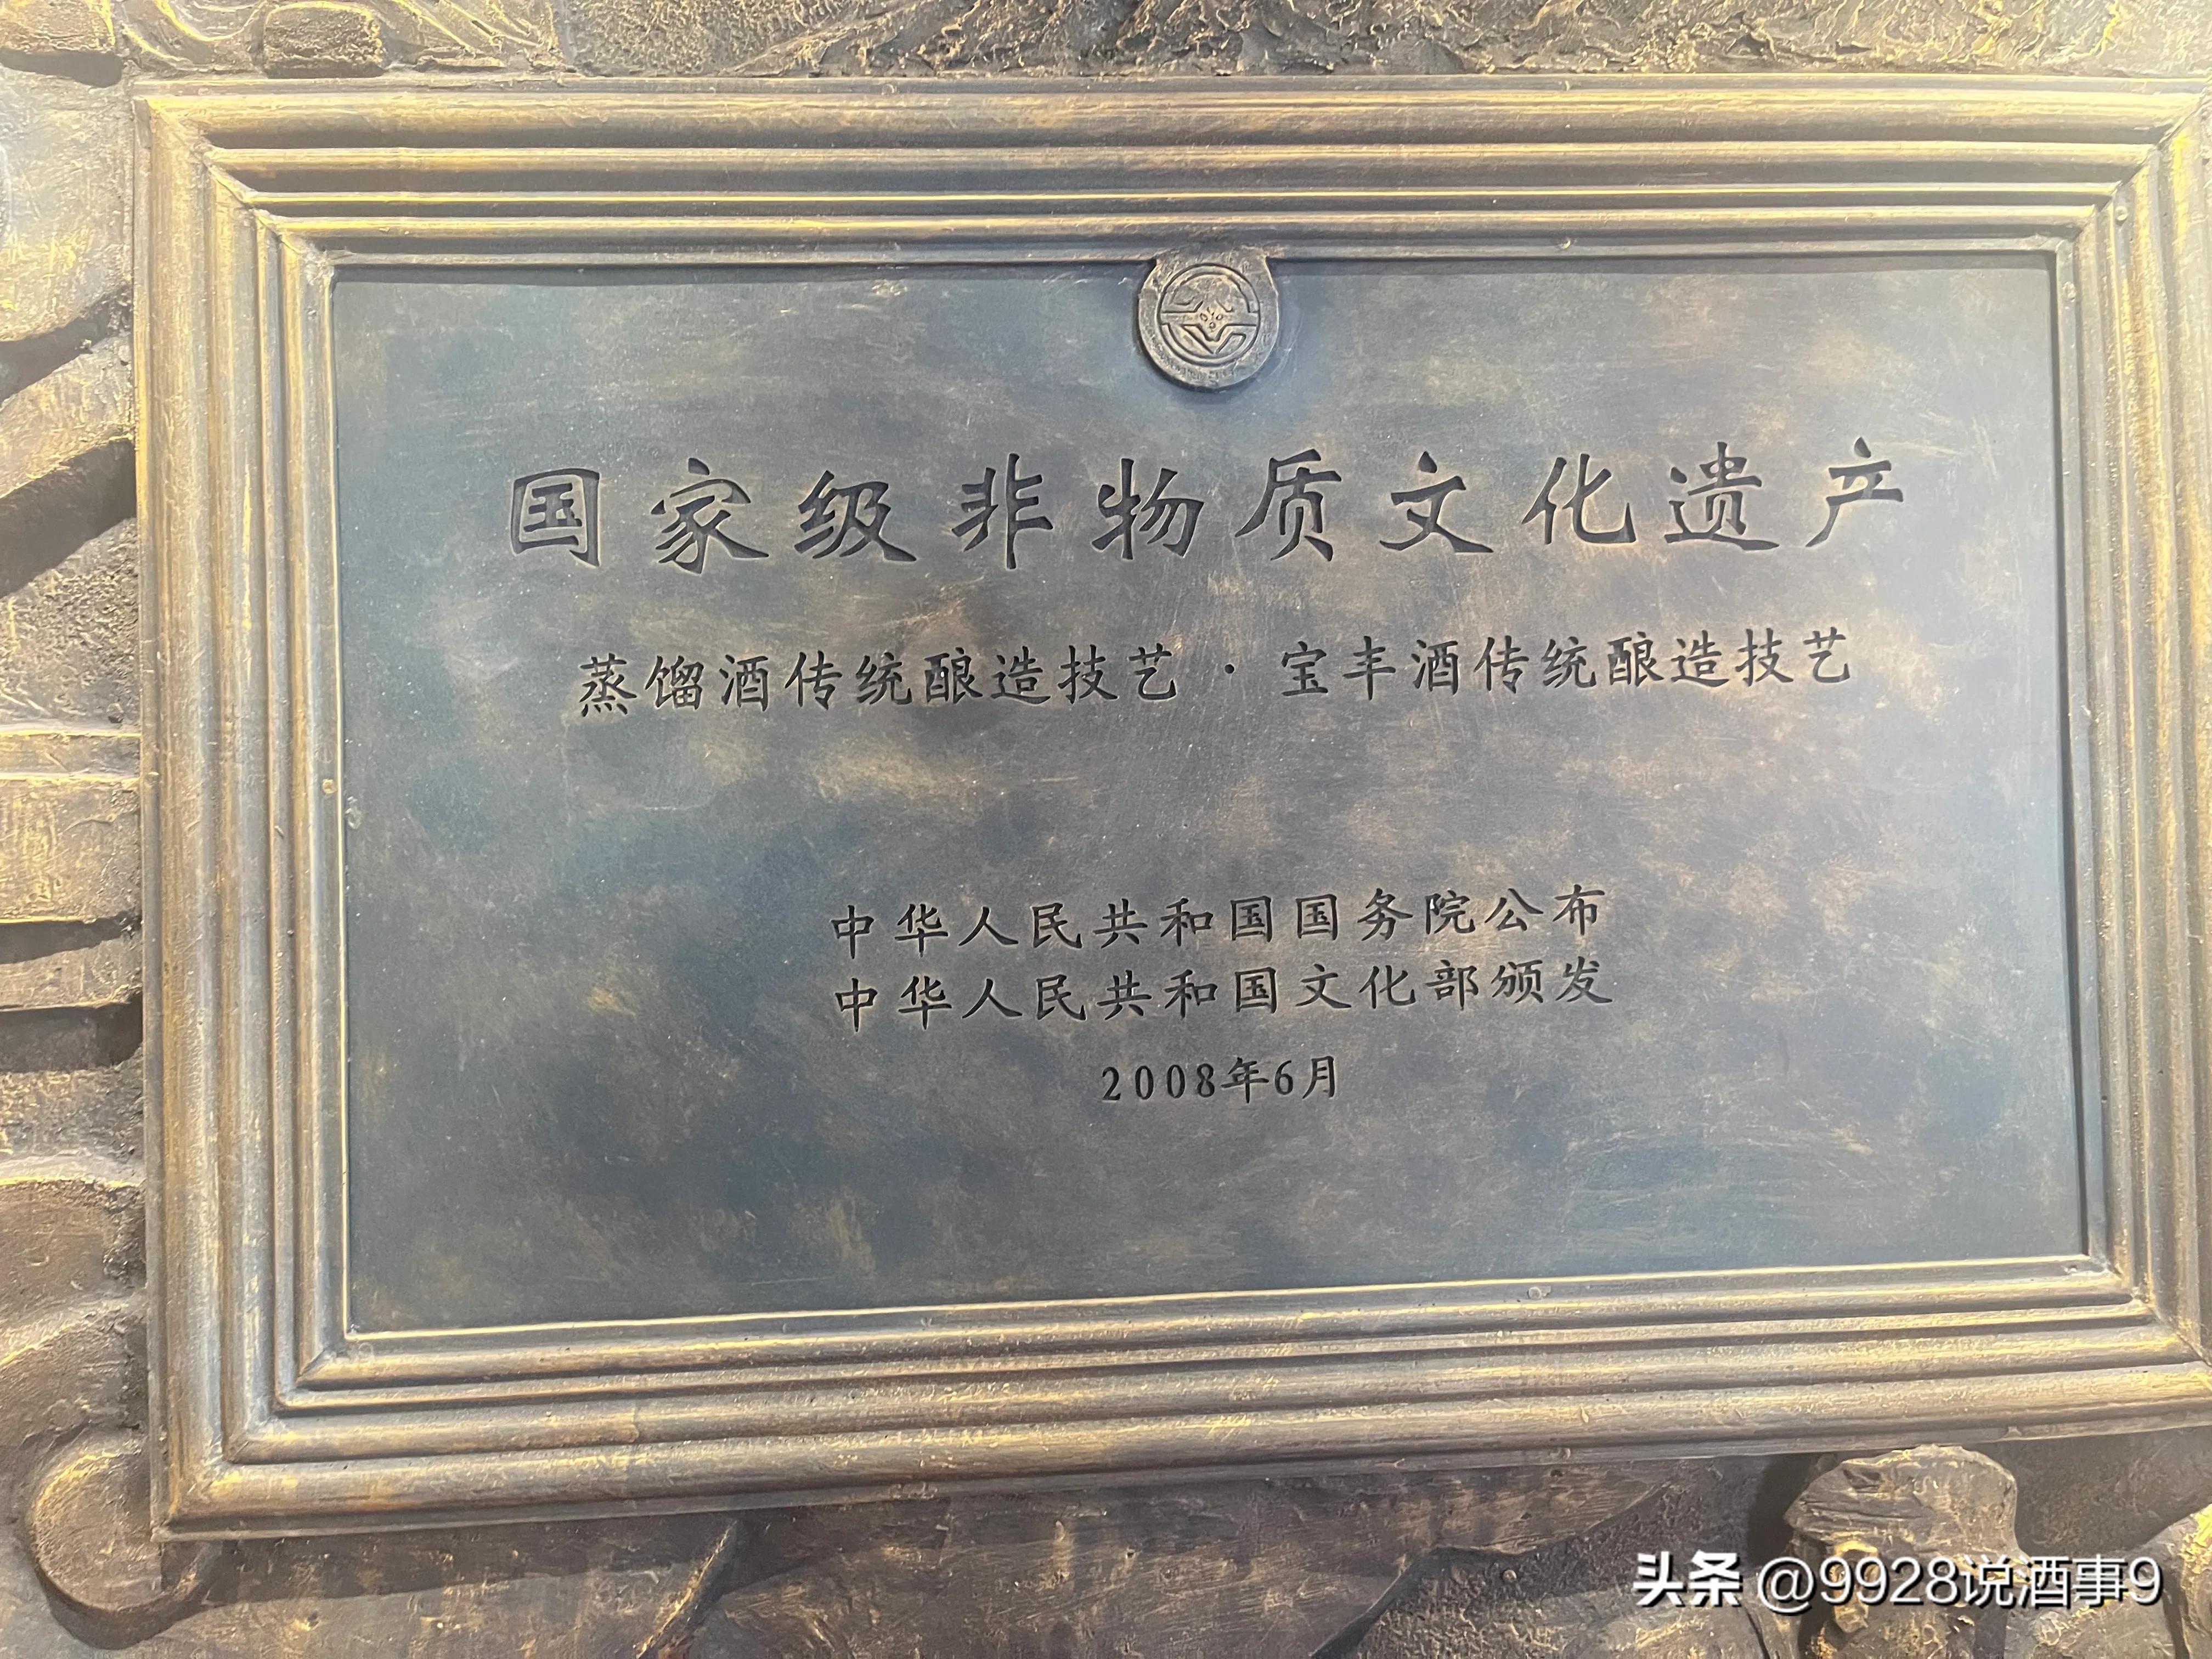 国家级非物质文化遗产
蒸馏酒传统酿造技艺·宝丰酒传统酿造技艺
中华人民共和国国务院公布
中华人民共和国文化部颁发
2008年6月
头条 @9928说酒事9